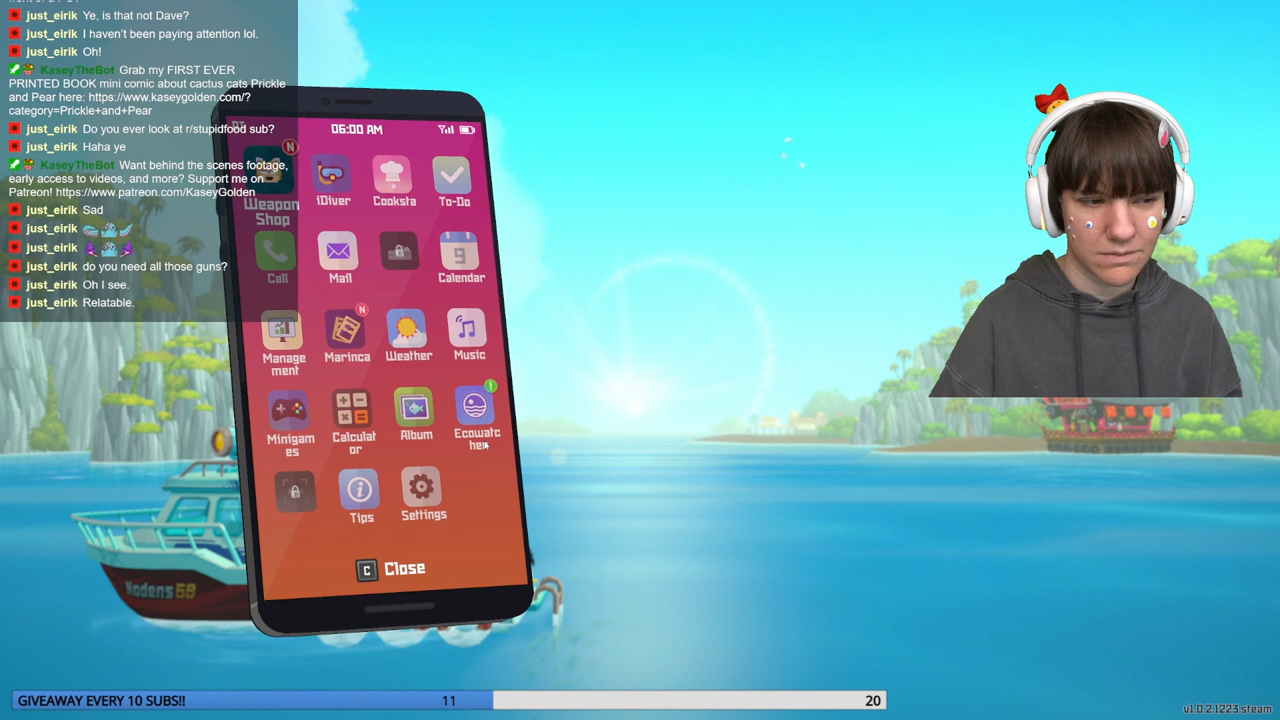 just_eirik Ye, is that not Dave?
just_eirik I haven't been paying attention lol.
just_eirik Oh!
KaseyTheBot Grab my FIRST EVER
PRINTED BOOK mini comic about cactus cats Prickle
and Pear here: https://www.kaseygolden.com/?
category=Prickle+and+Pear
just_eirik Do you ever look at r/stupidfood sub?
just_eirik Haha ye
KaseyTheBot Want behind the scenes footage,
early access to videos, and more? Support me on
Patreon! https://www.patreon.com/KaseyGolden
just_eirik Sad
just_eirik
just_eirik
just_eirik do you need all those guns?
just_eirik Oh I see.
just_eirik Relatable.
06:00 AM
N
Weapon
Shop
iDiver
Cooksta
To-Do
Call
Mail
9
Calendar
Manage
ment
N
Marinca
Weather
Music
Minigam
es
Calculat
or
Album
!
Ecowatc
her
Tips
Settings
C Close
Nodens 58
GIVEAWAY EVERY 10 SUBS!! 11 20
v1.0.2.1223.steam